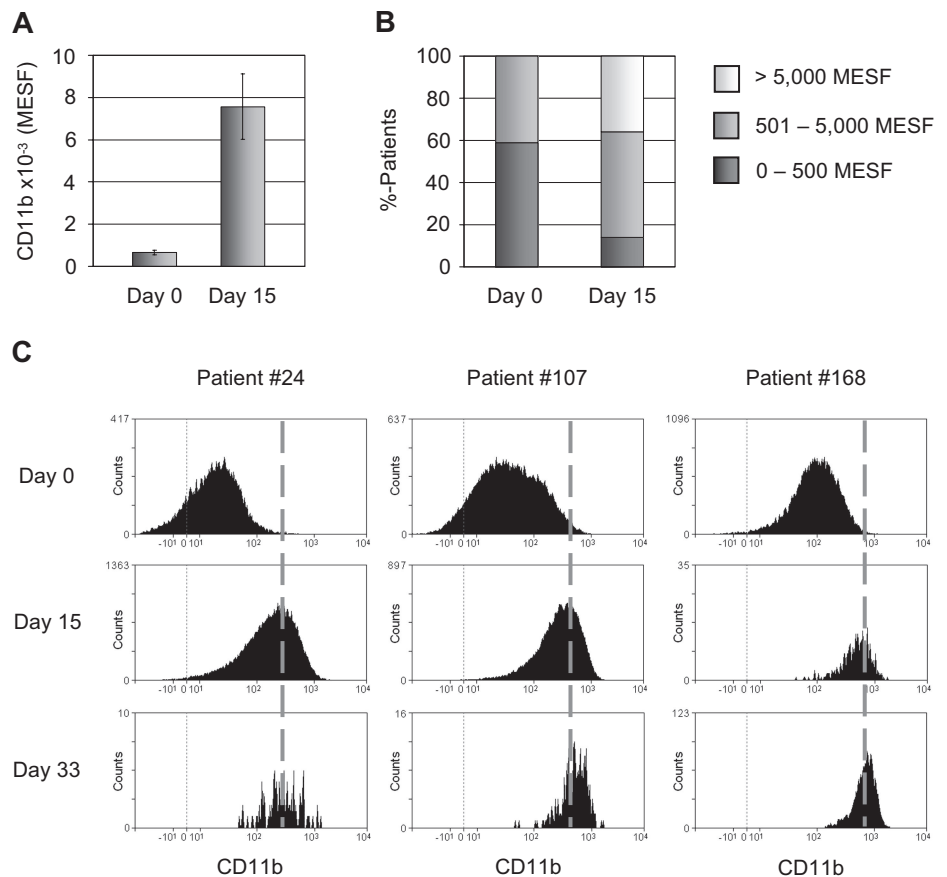 A
CD11b x10⁻³ (MESF)
10
8
6
4
2
0
Day 0 Day 15
B
%-Patients
100
80
60
40
20
0
Day 0 Day 15
> 5,000 MESF
501 – 5,000 MESF
0 – 500 MESF
C
Patient #24 Patient #107 Patient #168
Day 0
417
Counts
0
-10¹ 0 10¹ 10² 10³ 10⁴
637
Counts
0
-10¹ 0 10¹ 10² 10³ 10⁴
1096
Counts
0
-10¹ 0 10¹ 10² 10³ 10⁴
Day 15
1363
Counts
0
-10¹ 0 10¹ 10² 10³ 10⁴
897
Counts
0
-10¹ 0 10¹ 10² 10³ 10⁴
35
Counts
0
-10¹ 0 10¹ 10² 10³ 10⁴
Day 33
10
Counts
0
-10¹ 0 10¹ 10² 10³ 10⁴
16
Counts
0
-10¹ 0 10¹ 10² 10³ 10⁴
123
Counts
0
-10¹ 0 10¹ 10² 10³ 10⁴
CD11b CD11b CD11b